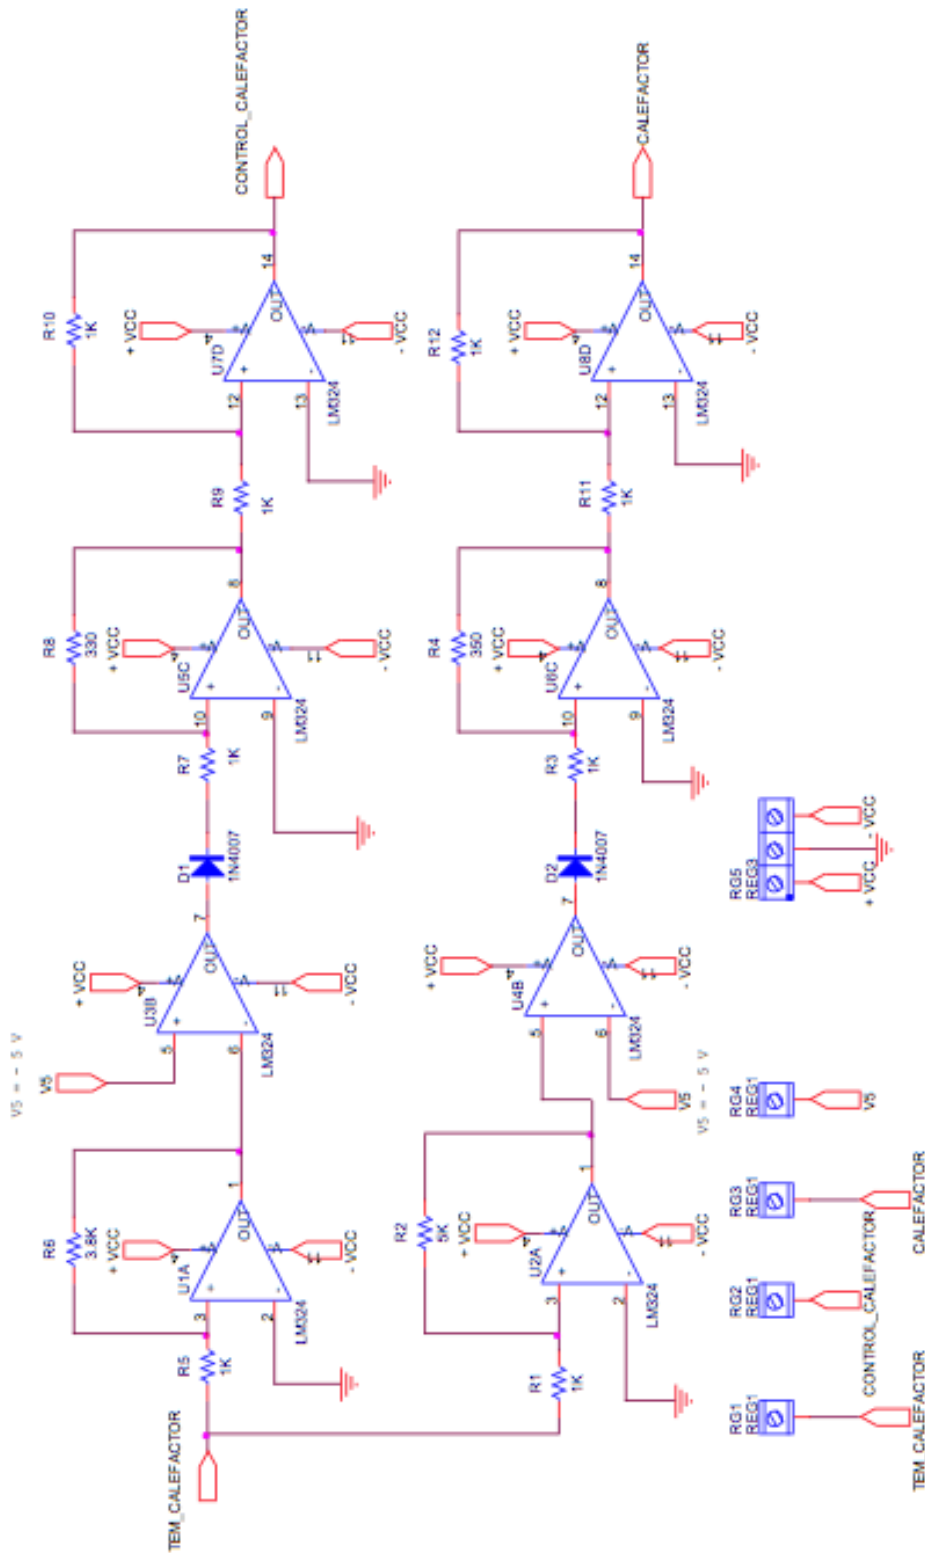 R10
1K
+ VCC
U7D
12
+
V+
OUT
14
CONTROL_CALEFACTOR
13
-
V-
LM324
- VCC
R9
1K
R8
330
+ VCC
U5C
10
+
V+
OUT
8
9
-
V-
LM324
- VCC
R7
1K
D1
1N4007
V5 = - 5 V
V5
+ VCC
U3B
5
+
V+
OUT
7
6
-
V-
LM324
- VCC
R6
3.8K
+ VCC
U1A
3
+
V+
OUT
1
2
-
V-
LM324
- VCC
R5
1K
TEM_CALEFACTOR
R12
1K
+ VCC
U8D
12
+
V+
OUT
14
CALEFACTOR
13
-
V-
LM324
- VCC
R11
1K
R4
350
+ VCC
U6C
10
+
V+
OUT
8
9
-
V-
LM324
- VCC
R3
1K
D2
1N4007
+ VCC
U4B
5
+
V+
OUT
7
6
-
V-
LM324
- VCC
V5
V5 = - 5 V
R2
5K
+ VCC
U2A
3
+
V+
OUT
1
2
-
V-
LM324
- VCC
R1
1K
RG1
REG1
TEM_CALEFACTOR
RG2
REG1
CONTROL_CALEFACTOR
RG3
REG1
CALEFACTOR
RG4
REG1
V5
RG5
REG3
+ VCC
- VCC